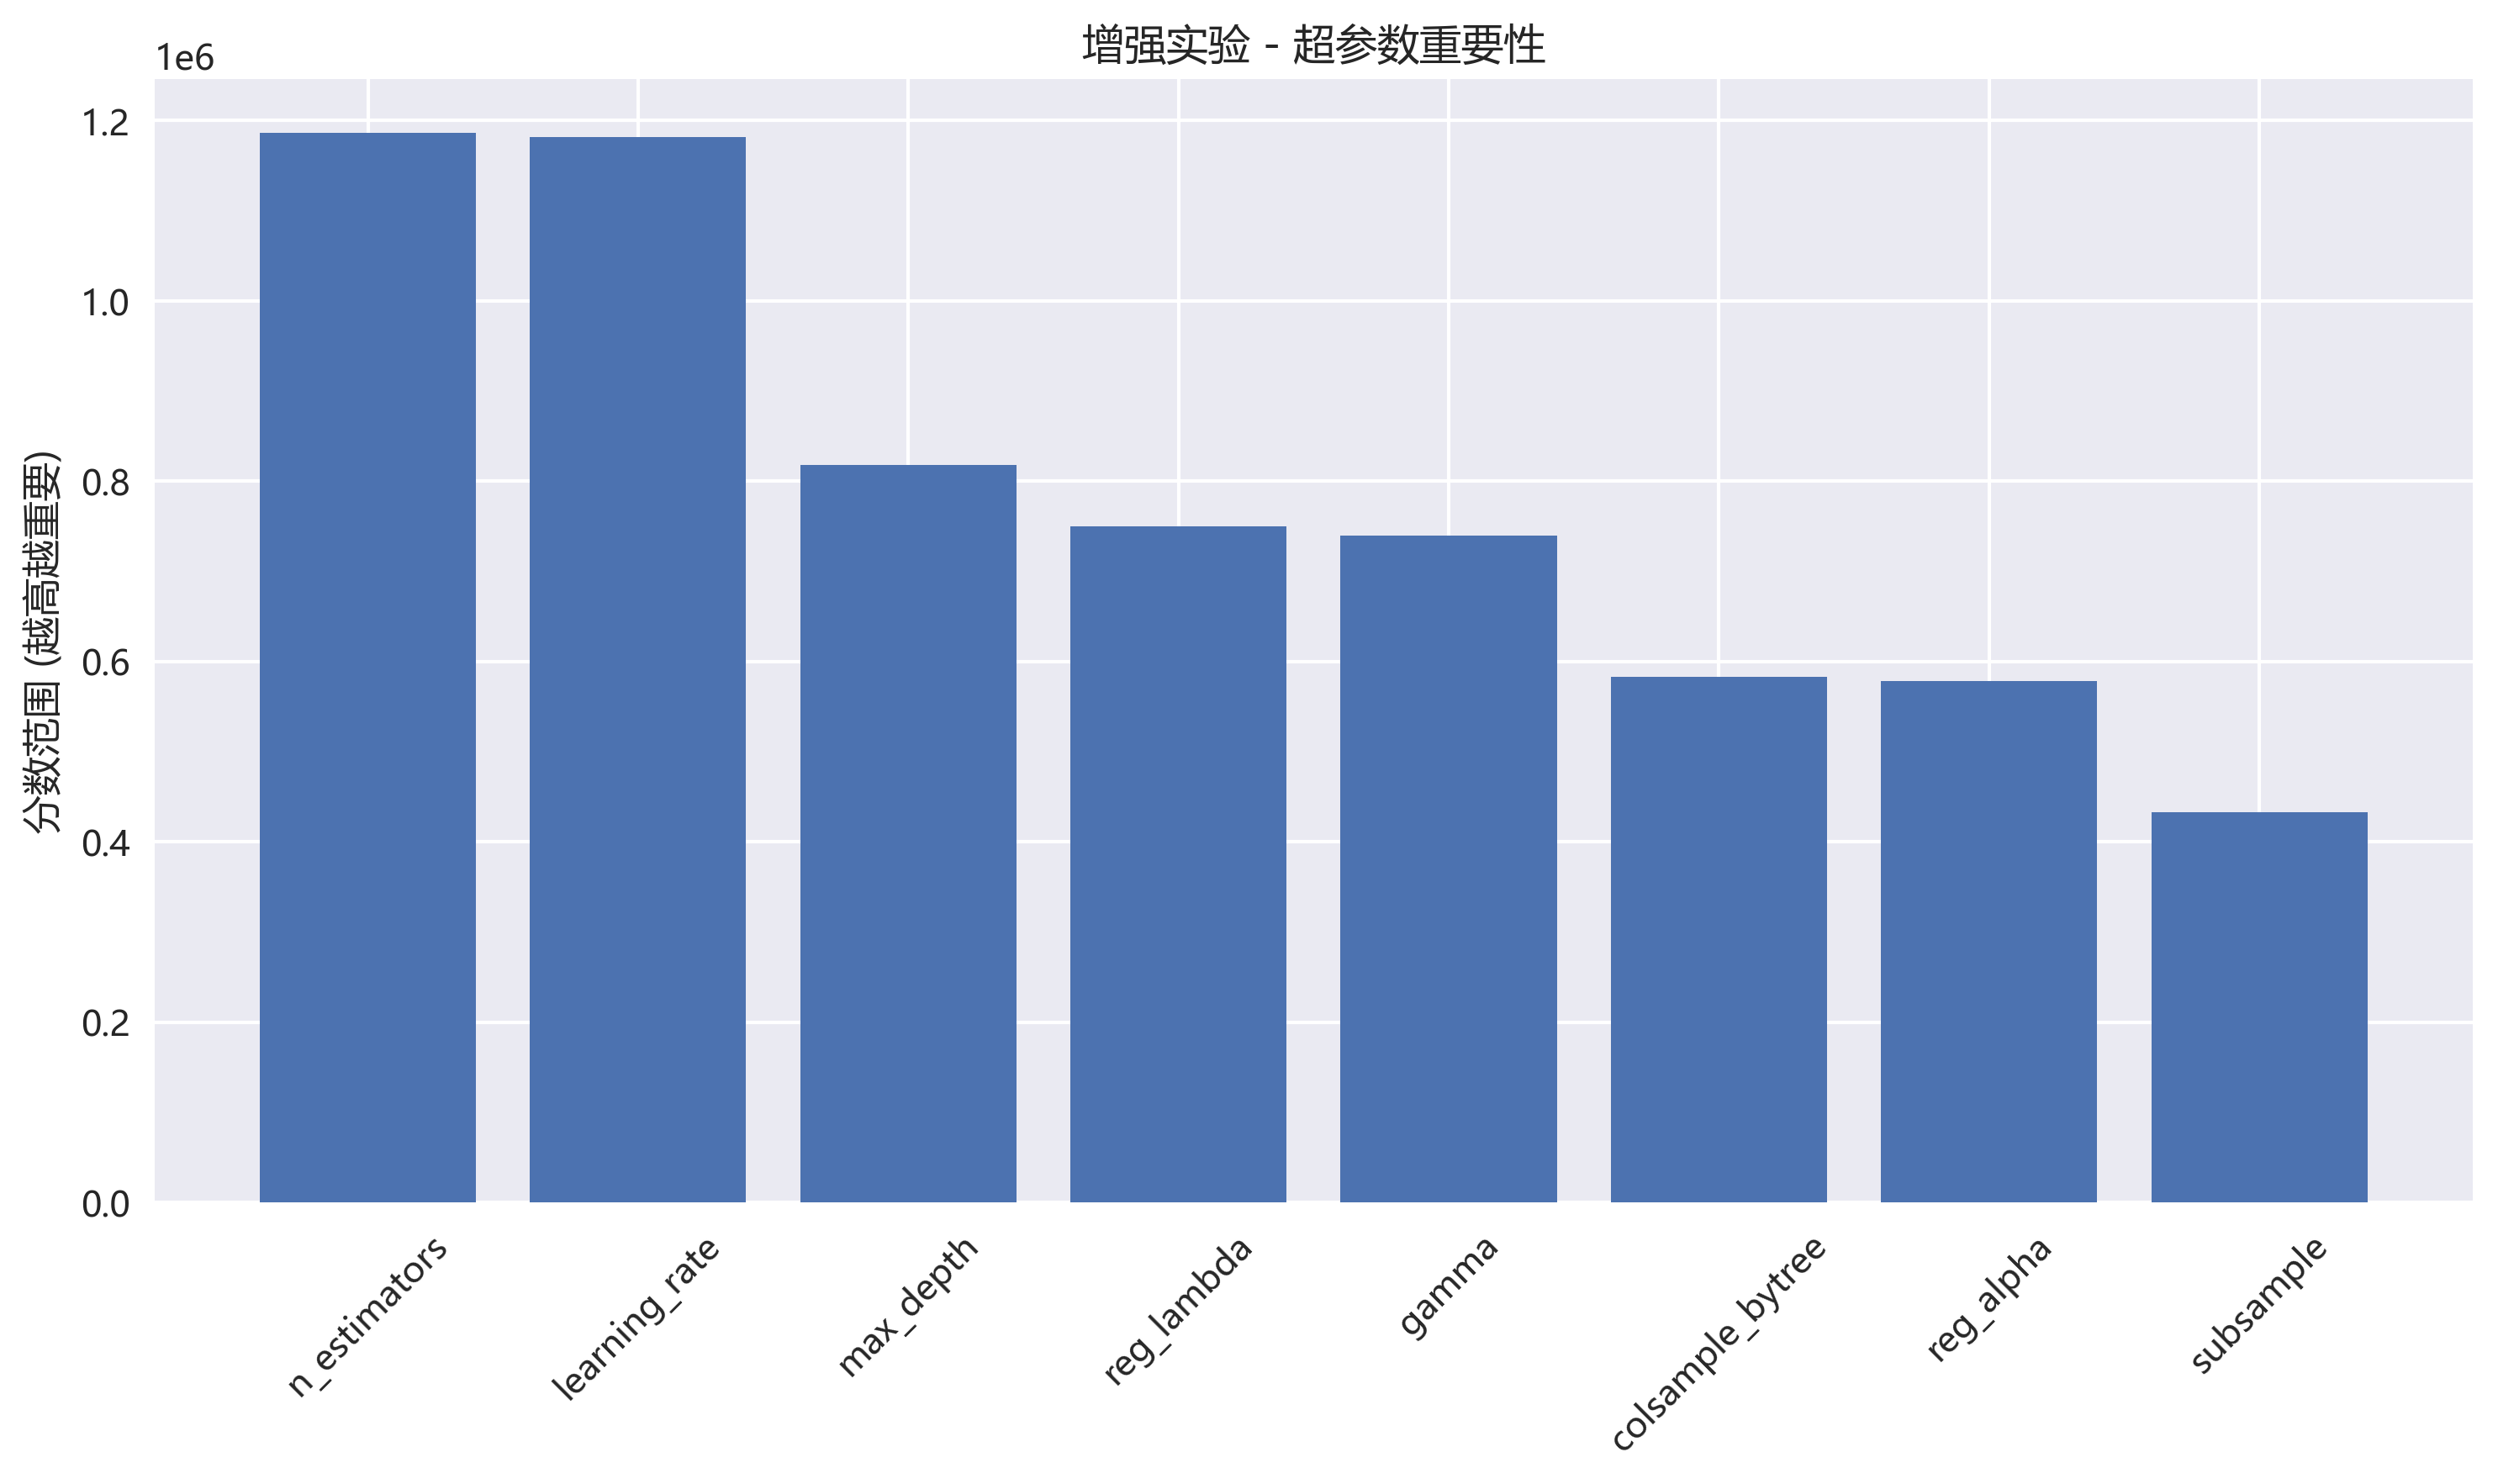 增强实验 - 超参数重要性
1e6
1.2
1.0
0.8
0.6
0.4
0.2
0.0
分数范围 (越高越重要)
n_estimators
learning_rate
max_depth
reg_lambda
gamma
colsample_bytree
reg_alpha
subsample